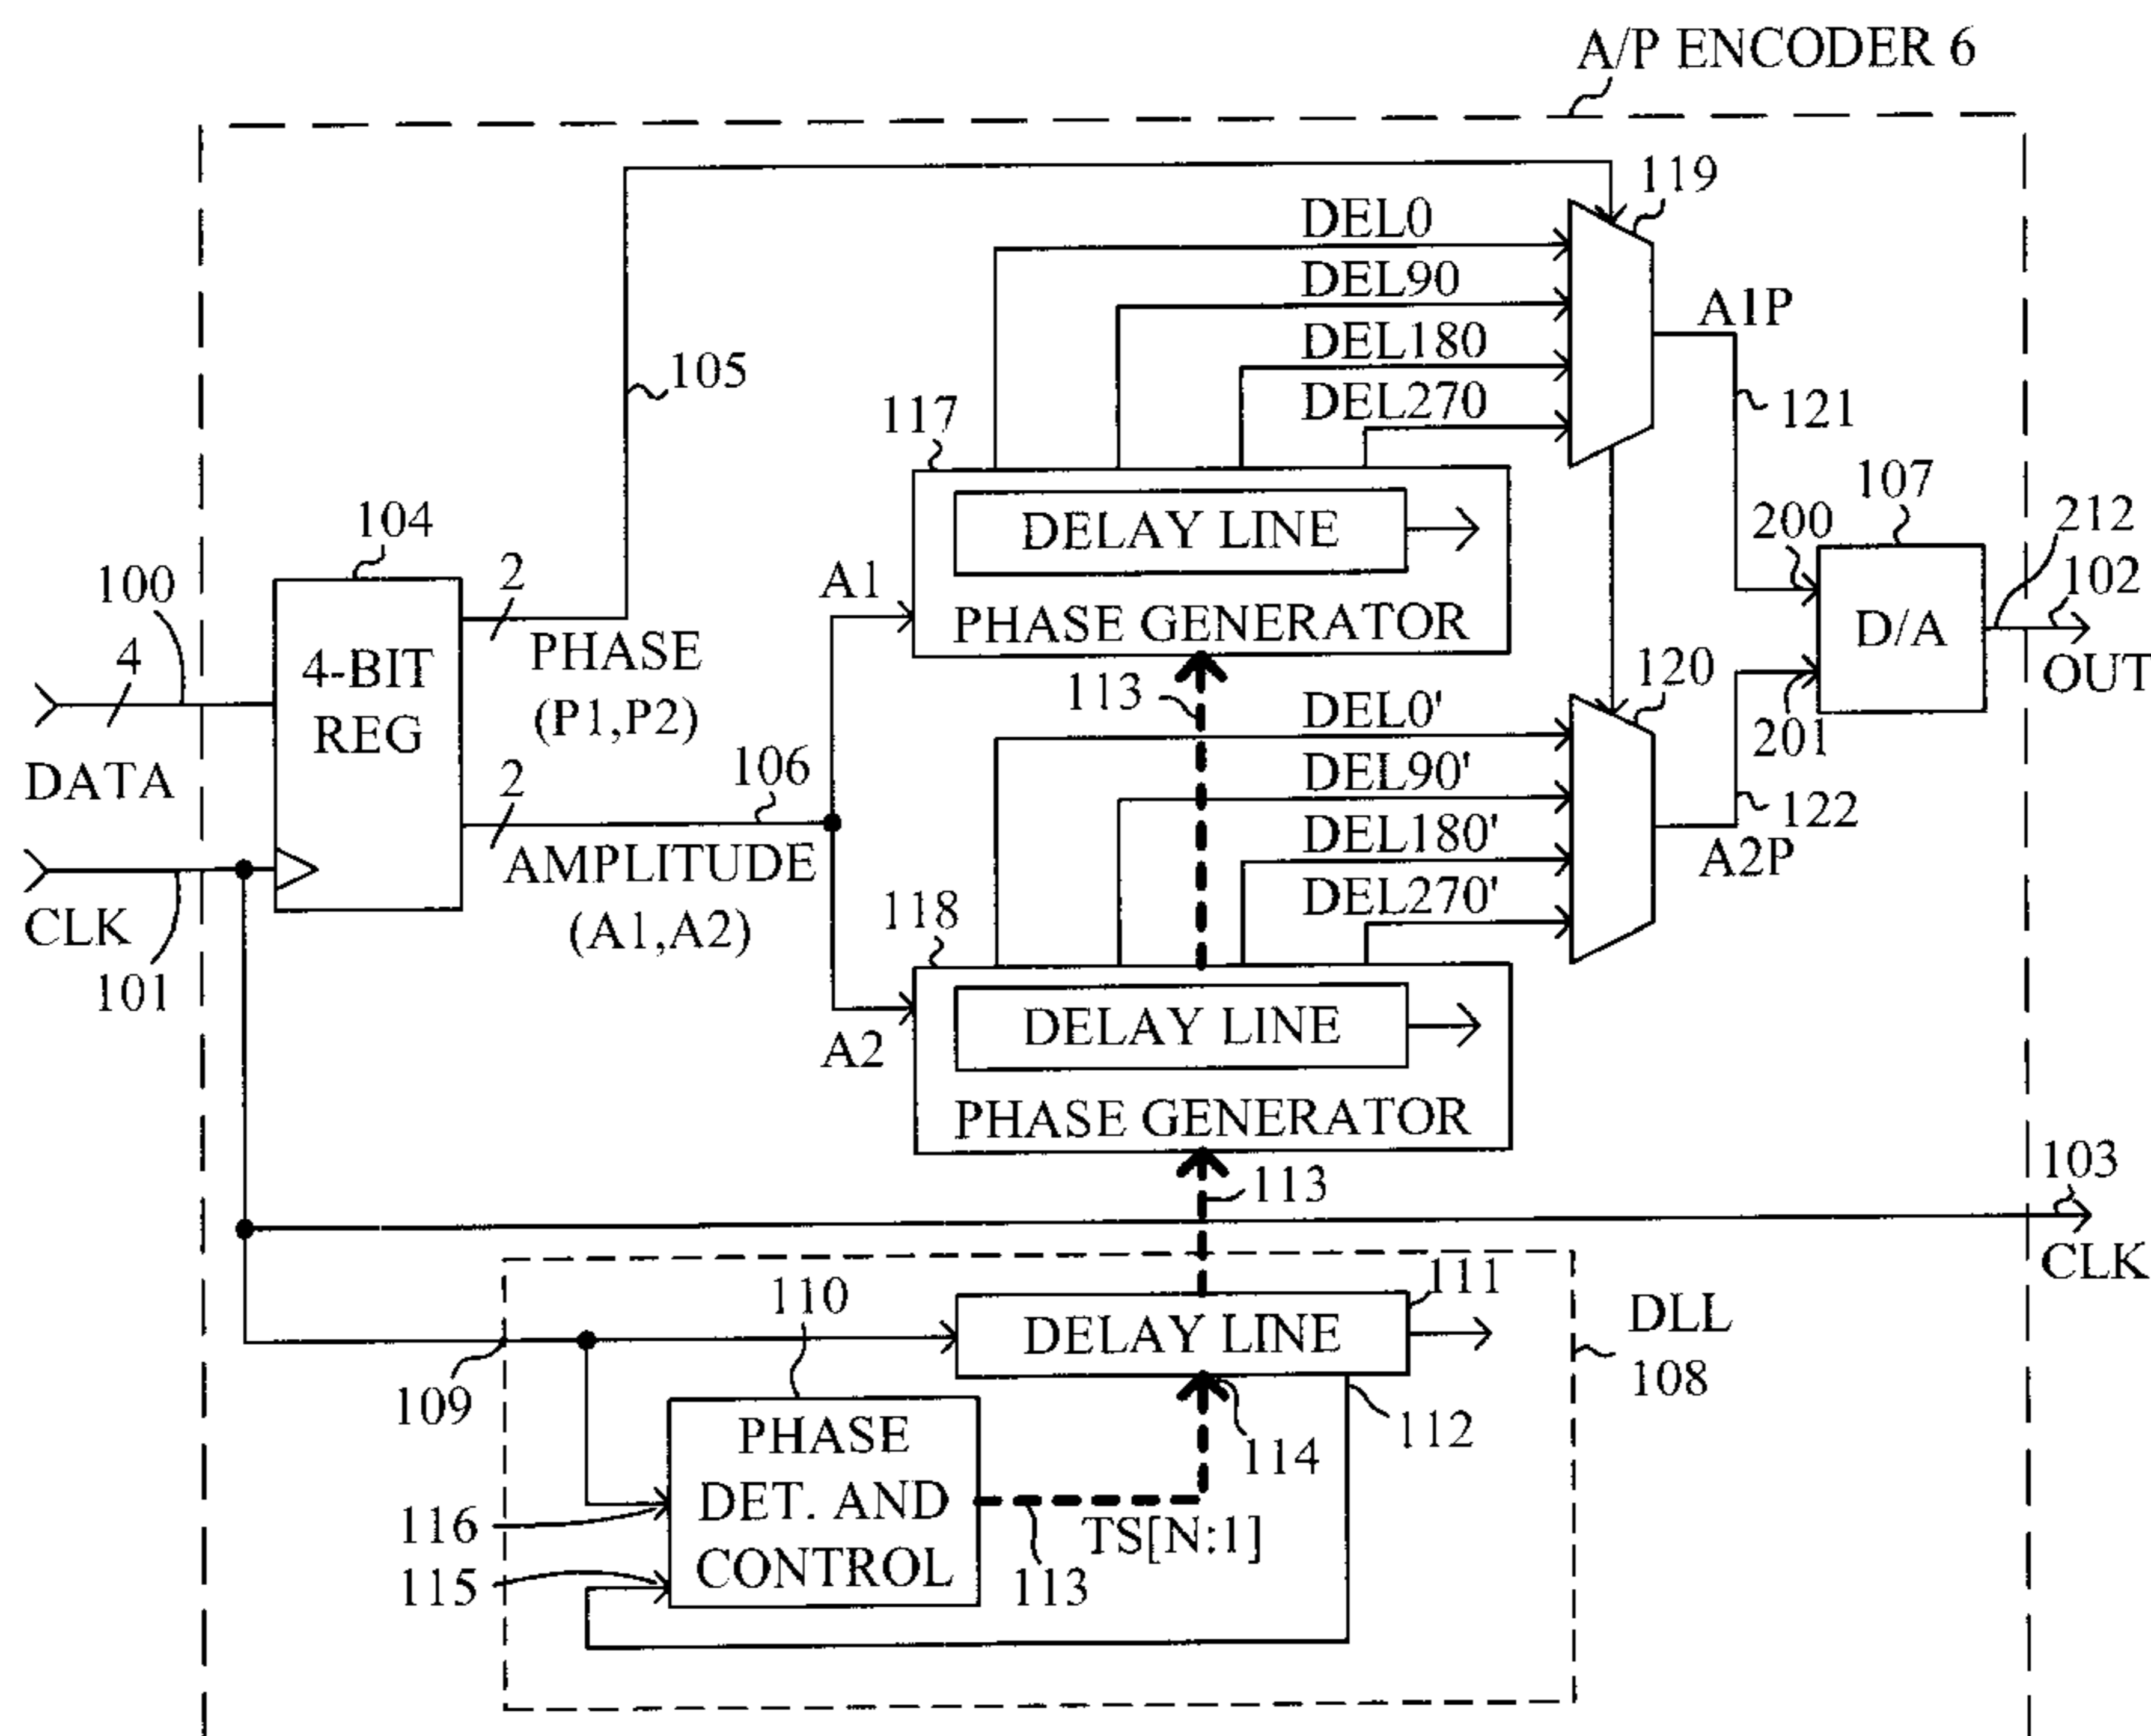 A/P ENCODER 6
119
DEL0
DEL90
A1P
DEL180
105
DEL270
121
117
107
104
DELAY LINE
200
212
2
100
A1
102
4
4-BIT
REG
PHASE
(P1,P2)
PHASE GENERATOR
D/A
120
OUT
113
DEL0'
201
DATA
2
106
DEL90'
122
DEL180'
A2P
AMPLITUDE
(A1,A2)
DEL270'
118
CLK
101
DELAY LINE
A2
PHASE GENERATOR
103
113
CLK
111
110
DELAY LINE
DLL
108
109
PHASE
DET. AND
CONTROL
114
112
116
TS[N:1]
115
113